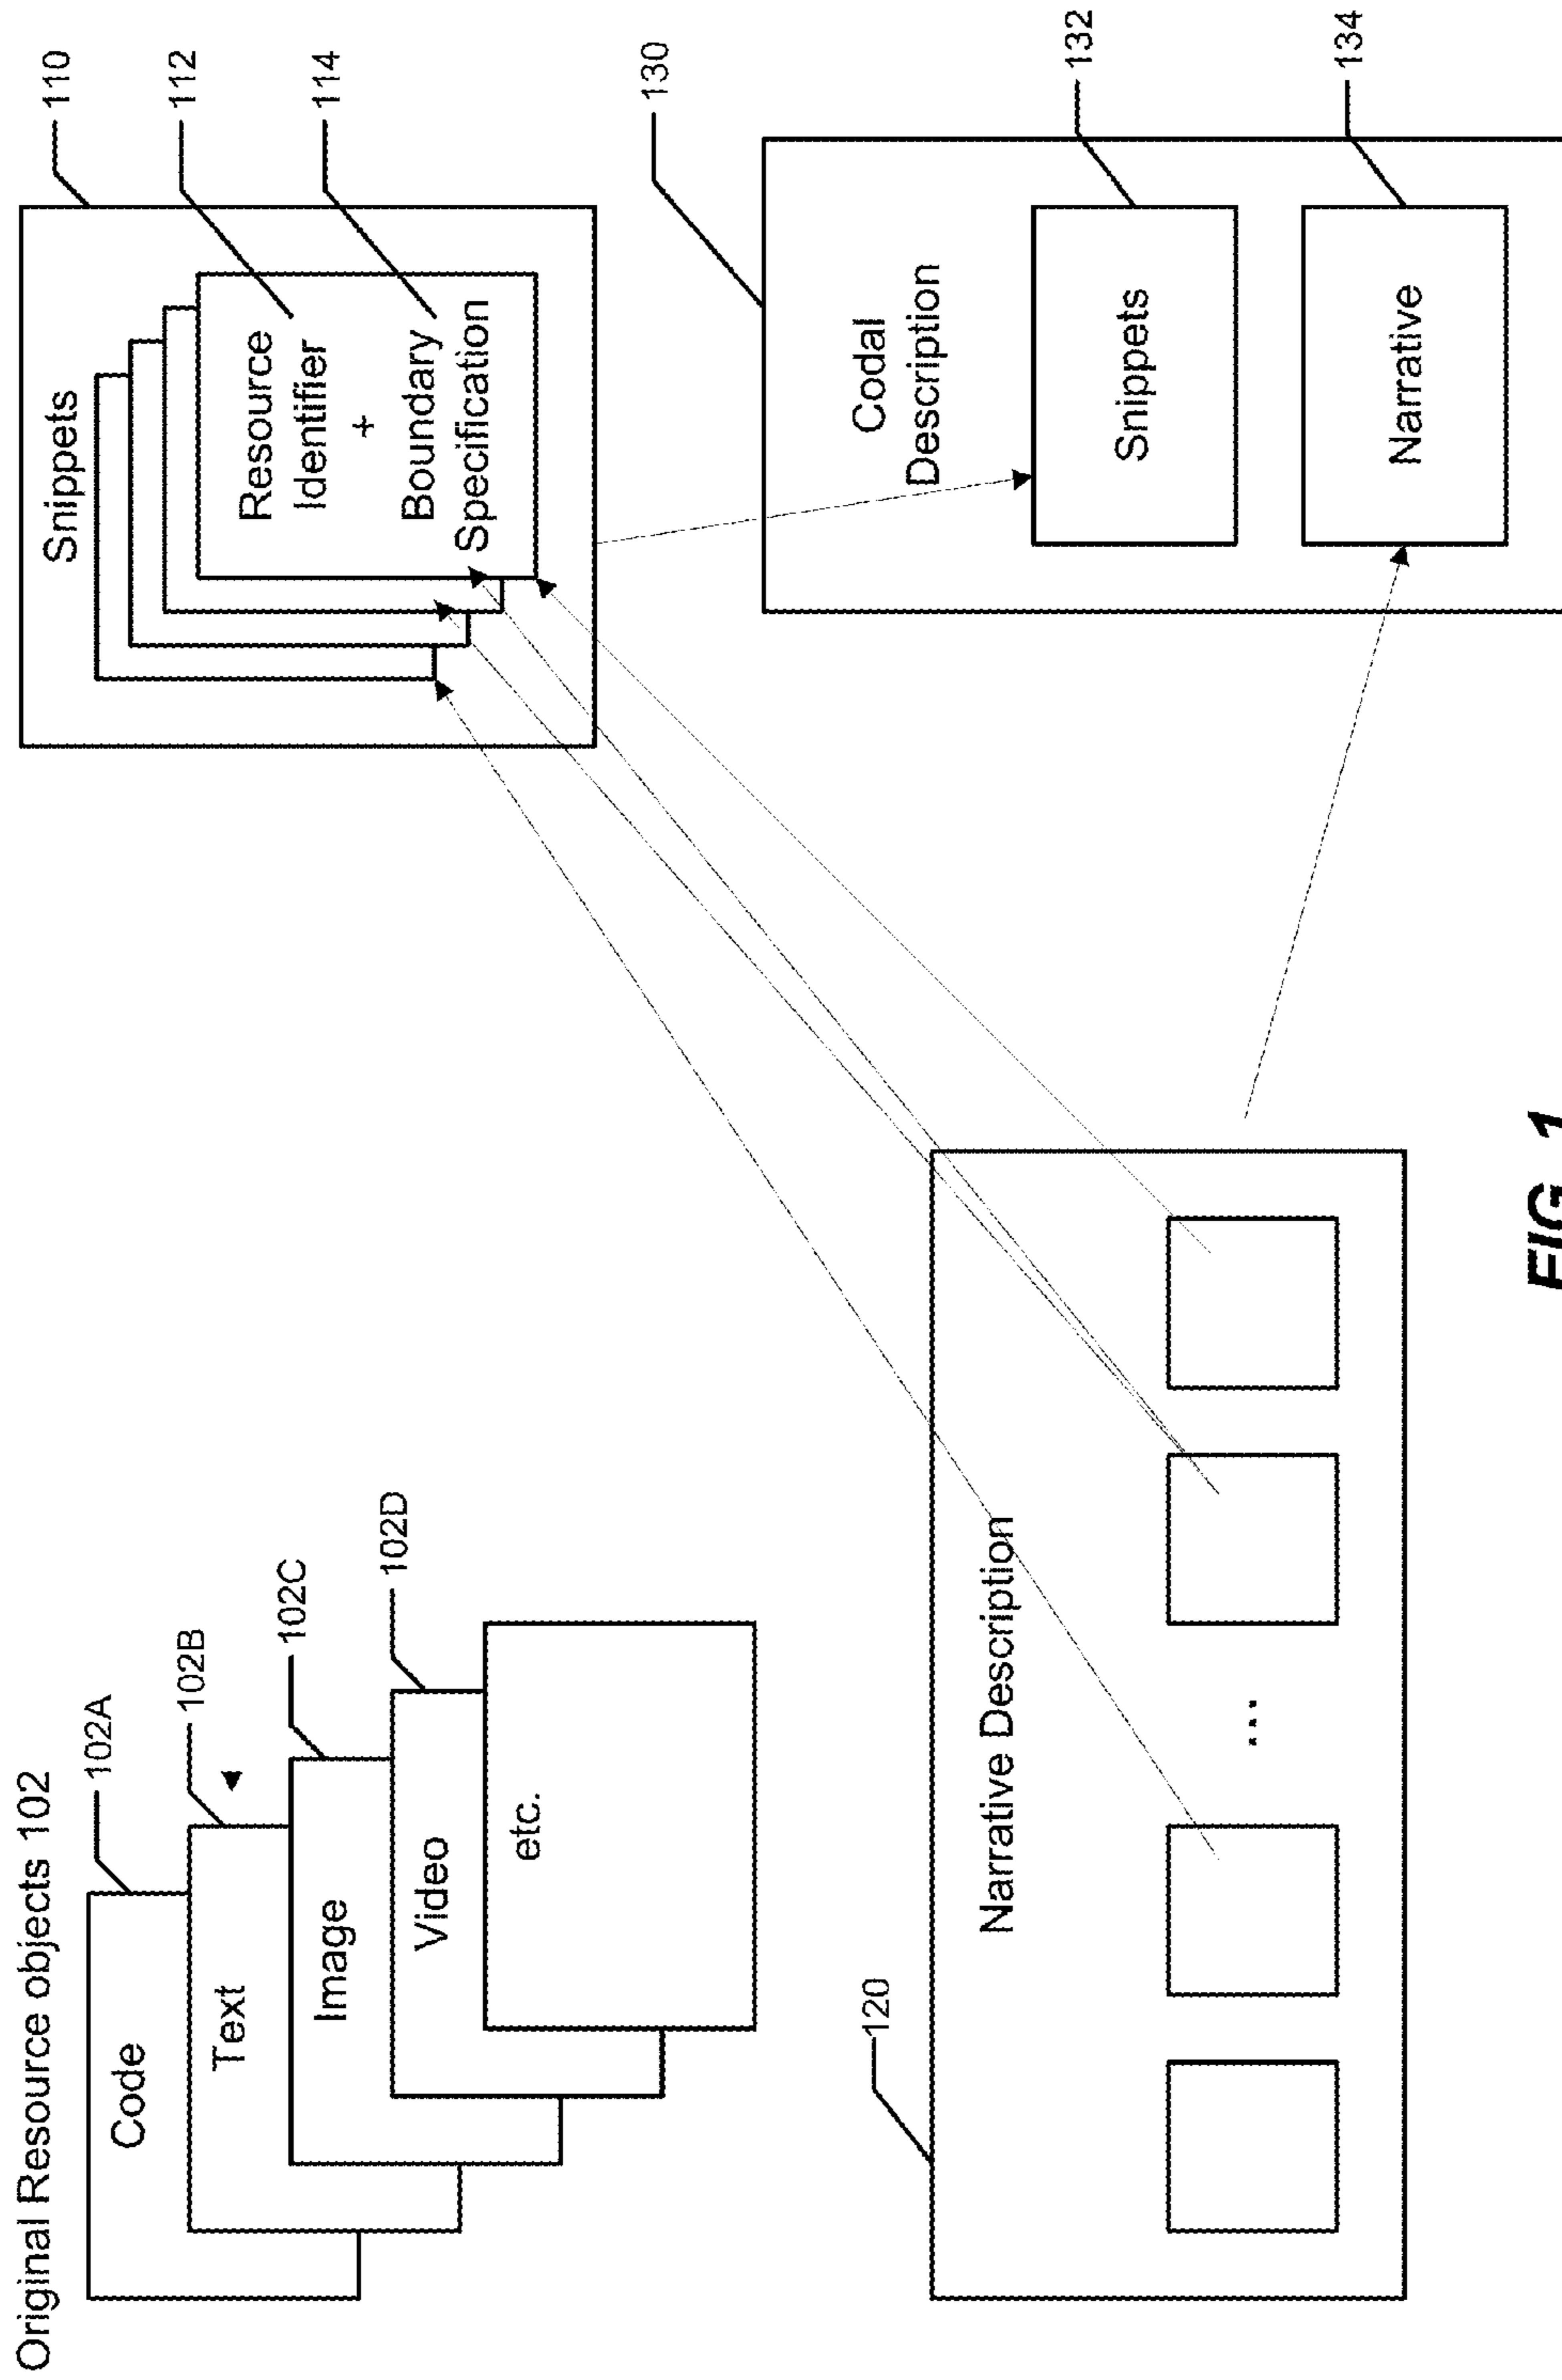 Original Resource objects 102
Code
102A
Text
102B
Image
102C
Video
102D
etc.
Snippets
110
Resource
Identifier
+
Boundary
Specification
112
114
120
Narrative Description
....
130
Codal
Description
Snippets
132
Narrative
134
FIG. 1